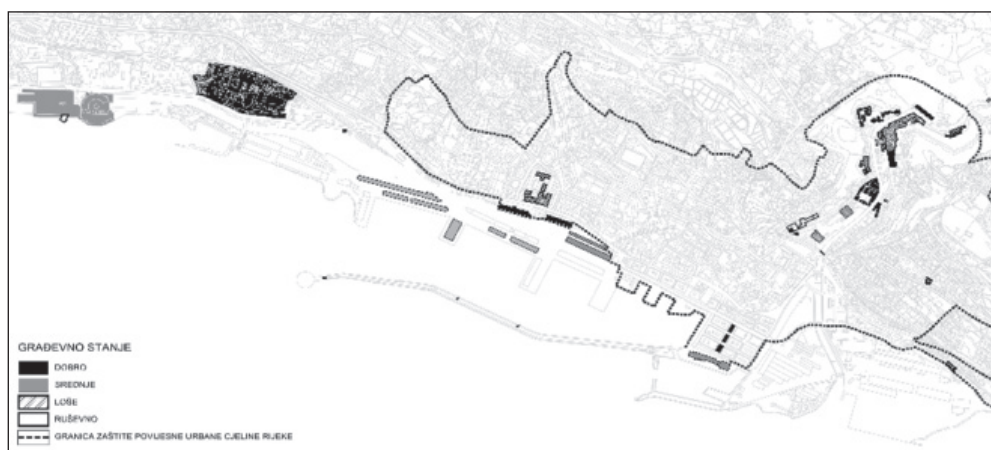 GRAĐEVNO STANJE
DOBRO
SREDNJE
LOŠE
RUŠEVNO
GRANICA ZAŠTITE POVIJESNE URBANE CJELINE RIJEKE